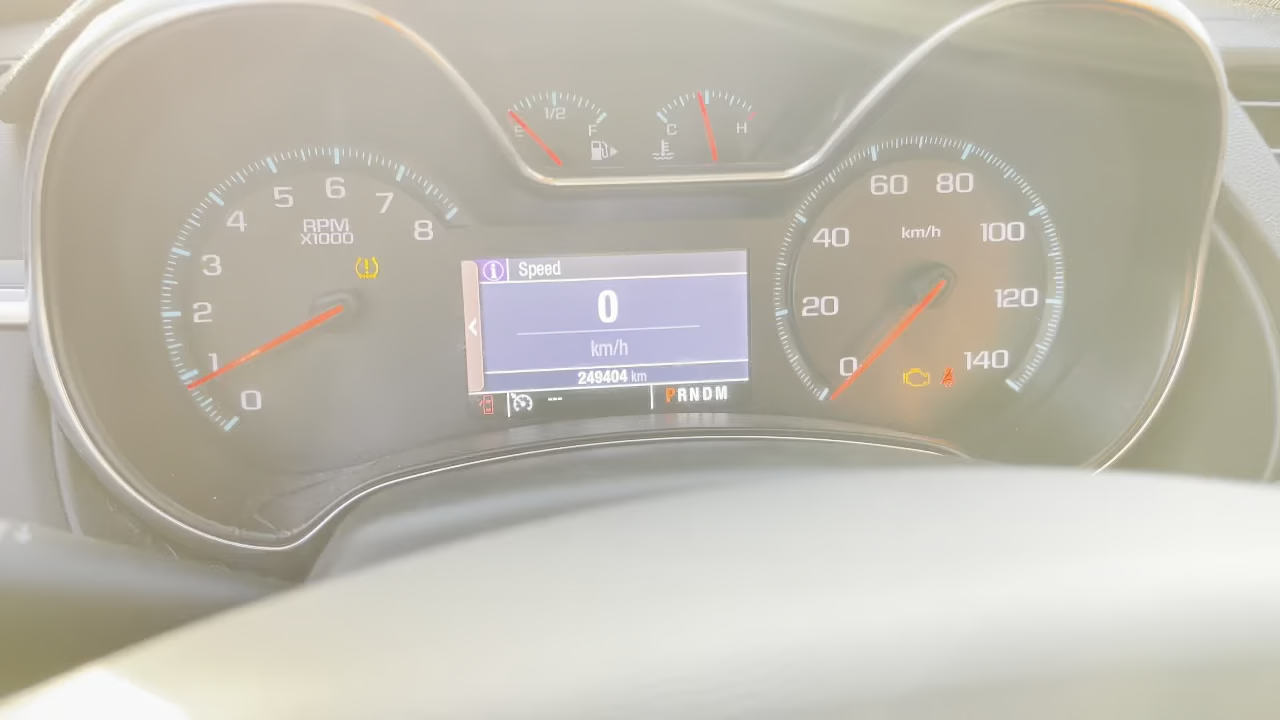 E 1/2 F
C H
0 1 2 3 4 5 6 7 8
RPM
X1000
Speed
0
km/h
249404 km
---
PRNDM
0 20 40 60 80 100 120 140
km/h